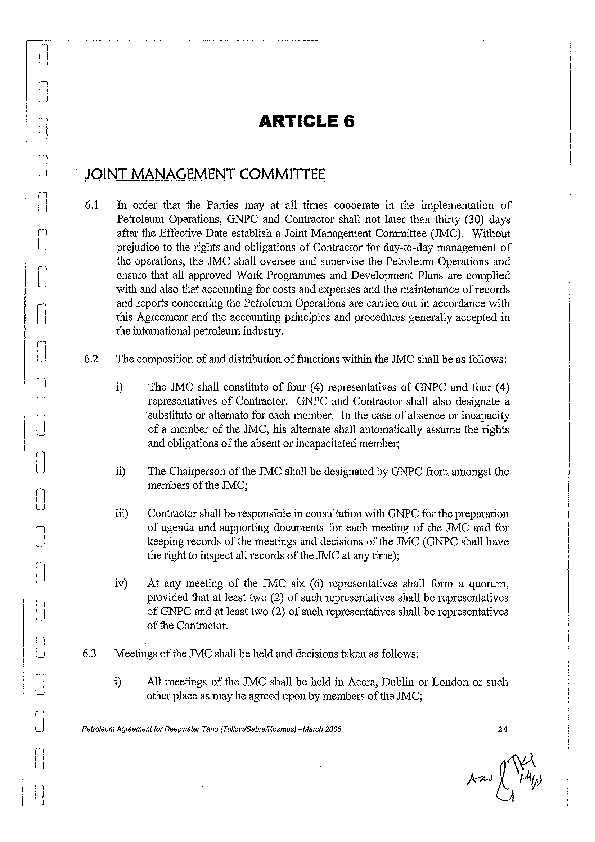 ARTICLE 6
JOINT MANAGEMENT COMMITTEE
6.1 In order that the Parties may at all times cooperate in the implementation of
Petroleum Operations, GNPC and Contractor shall not later than thirty (30) days
after the Effective Date establish a Joint Management Committee (JMC). Without
prejudice to the rights and obligations of Contractor for day-to-day management of
the operations, the JMC shall oversee and supervise the Petroleum Operations and
ensure that all approved Work Programmes and Development Plans are complied
with and also that accounting for costs and expenses and the maintenance of records
and reports concerning the Petroleum Operations are carried out in accordance with
this Agreement and the accounting principles and procedures generally accepted in
the international petroleum industry.
6.2 The composition of and distribution of functions within the JMC shall be as follows:
i) The JMC shall constitute of four (4) representatives of GNPC and four (4)
representatives of Contractor. GNPC and Contractor shall also designate a
substitute or alternate for each member. In the case of absence or incapacity
of a member of the JMC, his alternate shall automatically assume the rights
and obligations of the absent or incapacitated member;
ii) The Chairperson of the JMC shall be designated by GNPC from amongst the
members of the JMC;
iii) Contractor shall be responsible in consultation with GNPC for the preparation
of agenda and supporting documents for each meeting of the JMC and for
keeping records of the meetings and decisions of the JMC (GNPC shall have
the right to inspect all records of the JMC at any time);
iv) At any meeting of the JMC six (6) representatives shall form a quorum,
provided that at least two (2) of such representatives shall be representatives
of GNPC and at least two (2) of such representatives shall be representatives
of the Contractor.
6.3 Meetings of the JMC shall be held and decisions taken as follows:
i) All meetings of the JMC shall be held in Accra, Dublin or London or such
other place as may be agreed upon by members of the JMC;
Petroleum Agreement for Deepwater Tano (Tullow/Sabre/Kosmos) –March 2006
24